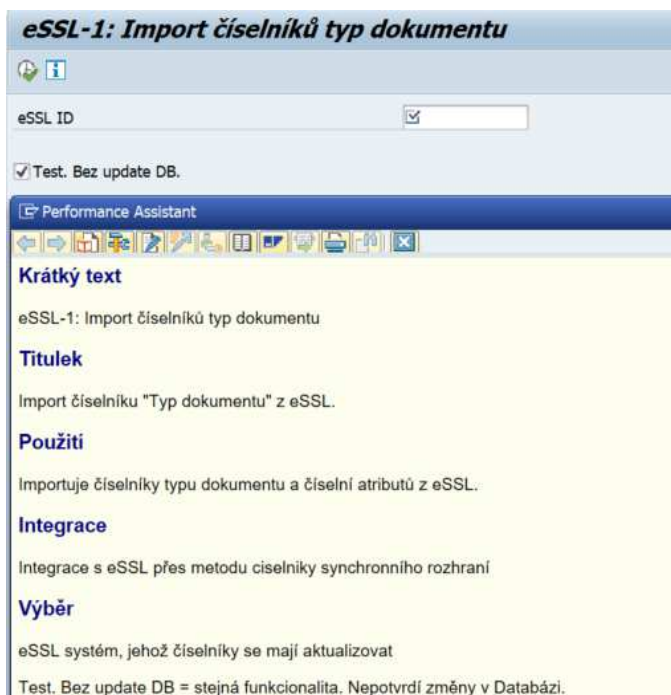 eSSL-1: Import číselníků typ dokumentu
eSSL ID
Test. Bez update DB.
Performance Assistant
Krátký text
eSSL-1: Import číselníků typ dokumentu
Titulek
Import číselníku "Typ dokumentu" z eSSL.
Použití
Importuje číselníky typu dokumentu a číselní atributů z eSSL.
Integrace
Integrace s eSSL přes metodu ciselniky synchronního rozhraní
Výběr
eSSL systém, jehož číselníky se mají aktualizovat
Test. Bez update DB = stejná funkcionalita. Nepotvrdí změny v Databázi.